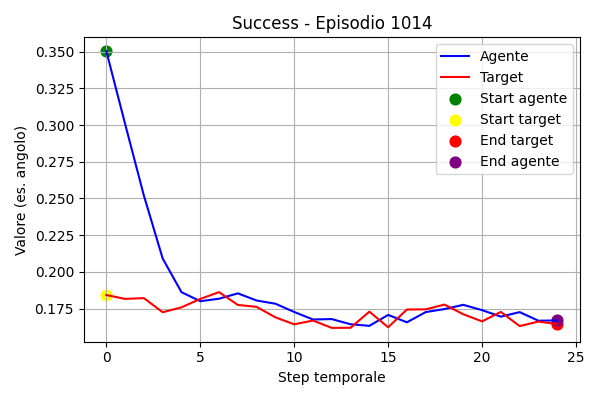 Success - Episodio 1014
Valore (es. angolo)
0.350
0.325
0.300
0.275
0.250
0.225
0.200
0.175
Agente
Target
Start agente
Start target
End target
End agente
0 5 10 15 20 25
Step temporale